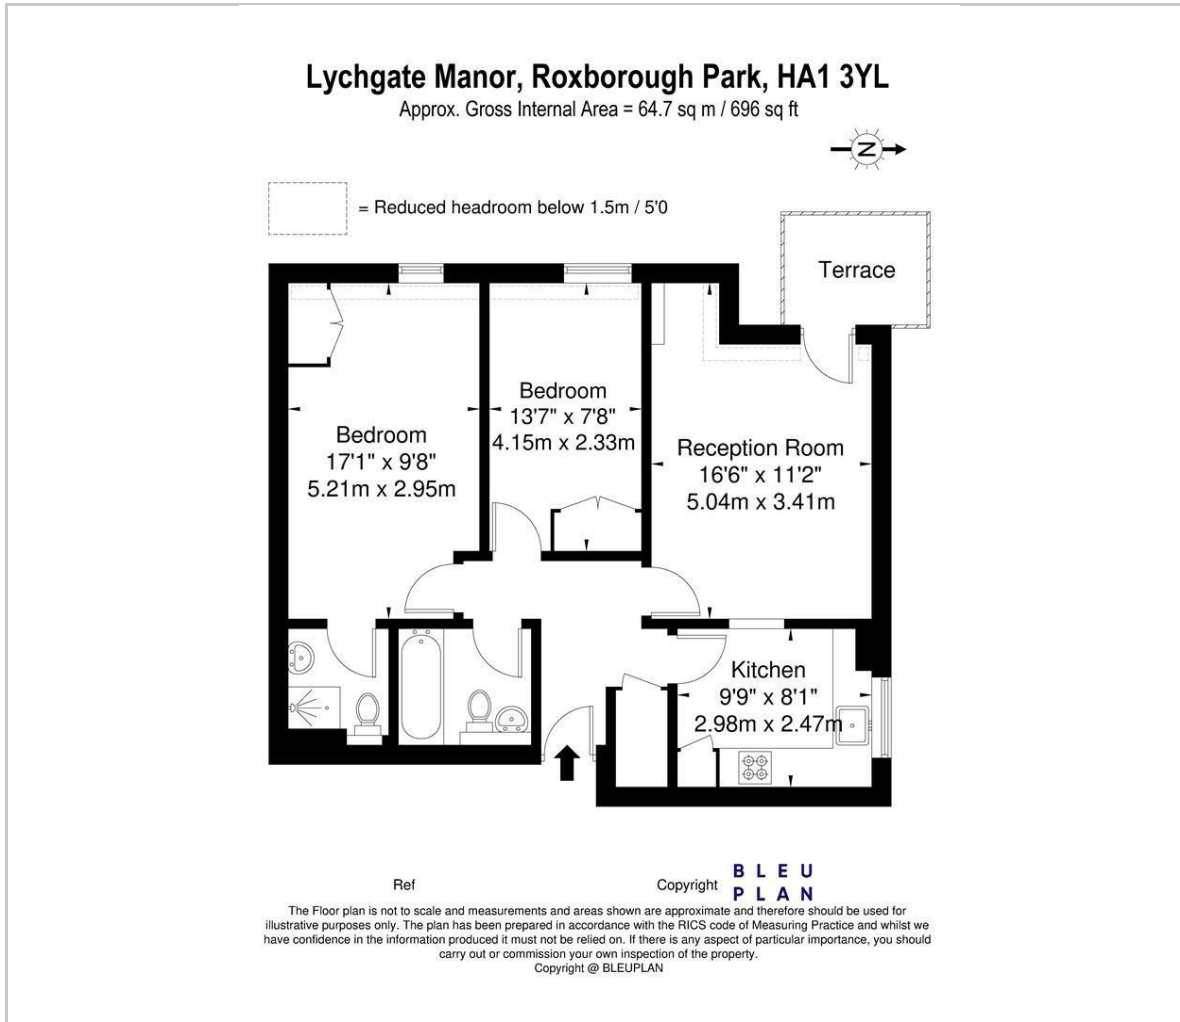 Lychgate Manor, Roxborough Park, HA1 3YL
Approx. Gross Internal Area = 64.7 sq m / 696 sq ft
N
= Reduced headroom below 1.5m / 5'0
Terrace
Bedroom
17'1" x 9'8"
5.21m x 2.95m
Bedroom
13'7" x 7'8"
4.15m x 2.33m
Reception Room
16'6" x 11'2"
5.04m x 3.41m
Kitchen
9'9" x 8'1"
2.98m x 2.47m
Ref
Copyright
BLEU
PLAN
The Floor plan is not to scale and measurements and areas shown are approximate and therefore should be used for
illustrative purposes only. The plan has been prepared in accordance with the RICS code of Measuring Practice and whilst we
have confidence in the information produced it must not be relied on. If there is any aspect of particular importance, you should
carry out or commission your own inspection of the property.
Copyright @ BLEUPLAN